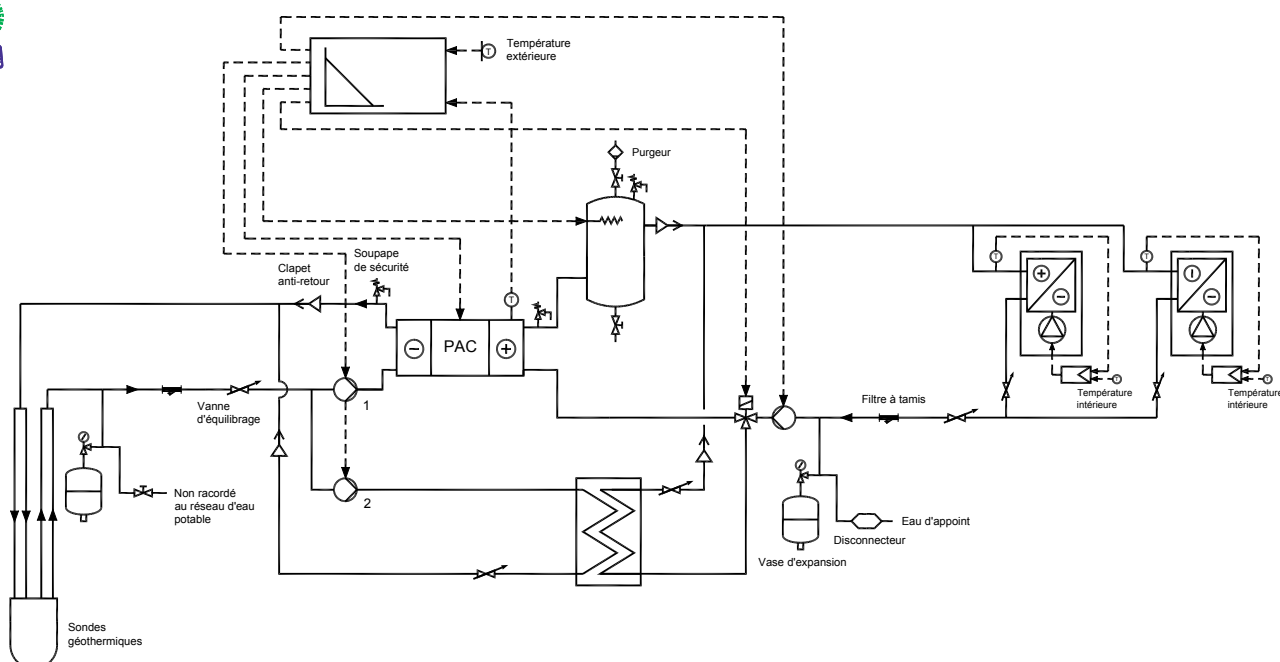 T
Température
extérieure
Purgeur
Soupape
de sécurité
Clapet
anti-retour
T
PAC
T
T
1
Vanne
d'équilibrage
Filtre à tamis
T
Température
intérieure
T
Température
intérieure
2
Non racordé
au réseau d'eau
potable
Eau d'appoint
Disconnecteur
Vase d'expansion
Sondes
géothermiques